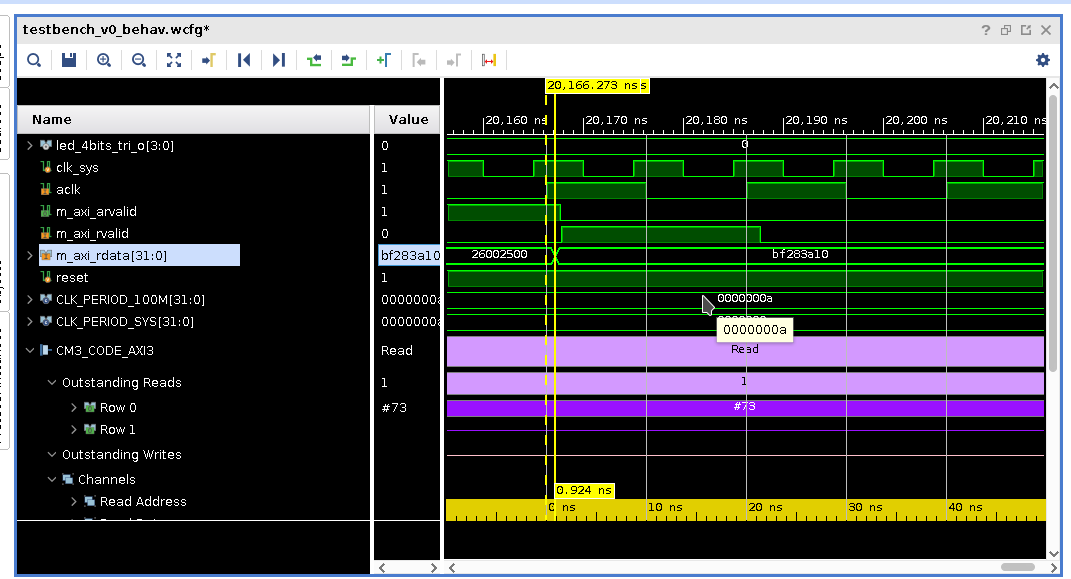 testbench_v0_behav.wcfg*
20,166.273 ns
Name Value
20,160 ns 20,170 ns 20,180 ns 20,190 ns 20,200 ns 20,210 ns
led_4bits_tri_o[3:0] 0 0
clk_sys 1
aclk 1
m_axi_arvalid 1
m_axi_rvalid 0
m_axi_rdata[31:0] bf283a10 26002500 bf283a10
reset 1
CLK_PERIOD_100M[31:0] 0000000a 0000000a
CLK_PERIOD_SYS[31:0] 0000000a
0000000a
CM3_CODE_AXI3 Read Read
Outstanding Reads 1 1
Row 0 #73 #73
Row 1
Outstanding Writes
Channels
0.924 ns
Read Address
0 ns 10 ns 20 ns 30 ns 40 ns